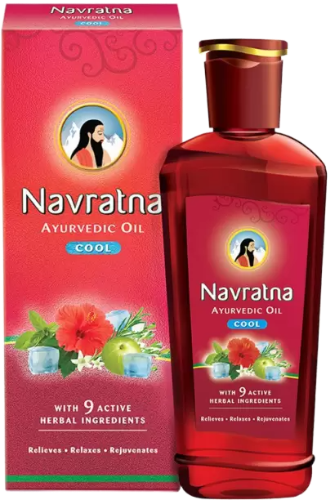 Navratna
AYURVEDIC OIL
COOL
WITH 9 ACTIVE
HERBAL INGREDIENTS
Relieves • Relaxes • Rejuvenates
Navratna
AYURVEDIC OIL
COOL
WITH 9 ACTIVE
HERBAL INGREDIENTS
Relieves • Relaxes • Rejuvenates